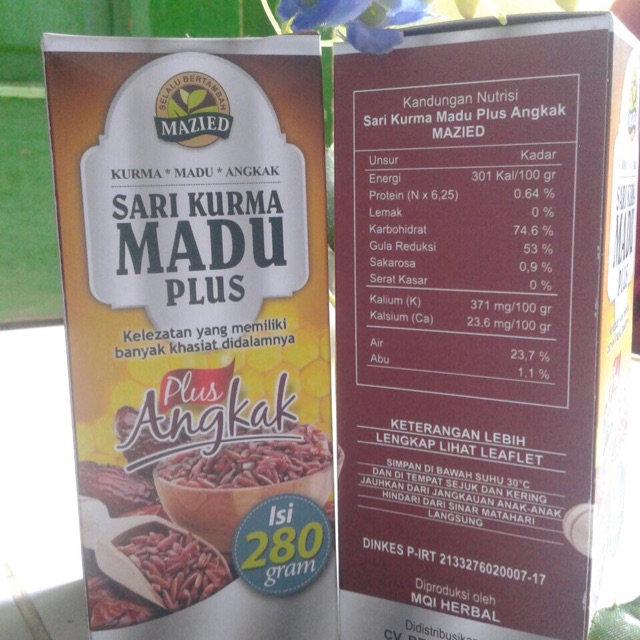 SELALU BERTAMBAH
MAZIED
KURMA * MADU * ANGKAK
SARI KURMA
MADU
PLUS
Kelezatan yang memiliki
banyak khasiat didalamnya
Plus
Angkak
Isi
280
gram
Kandungan Nutrisi
Sari Kurma Madu Plus Angkak
MAZIED
Unsur Kadar
Energi 301 Kal/100 gr
Protein (N x 6,25) 0.64 %
Lemak 0 %
Karbohidrat 74.6 %
Gula Reduksi 53 %
Sakarosa 0,9 %
Serat Kasar 0 %
Kalium (K) 371 mg/100 gr
Kalsium (Ca) 23,6 mg/100 gr
Air 23,7 %
Abu 1.1 %
KETERANGAN LEBIH
LENGKAP LIHAT LEAFLET
SIMPAN DI BAWAH SUHU 30°C
DAN DI TEMPAT SEJUK DAN KERING
JAUHKAN DARI JANGKAUAN ANAK-ANAK
HINDARI DARI SINAR MATAHARI
LANGSUNG
DINKES P-IRT 2133276020007-17
Diproduksi oleh
MQI HERBAL
Didistribusikan
CV.